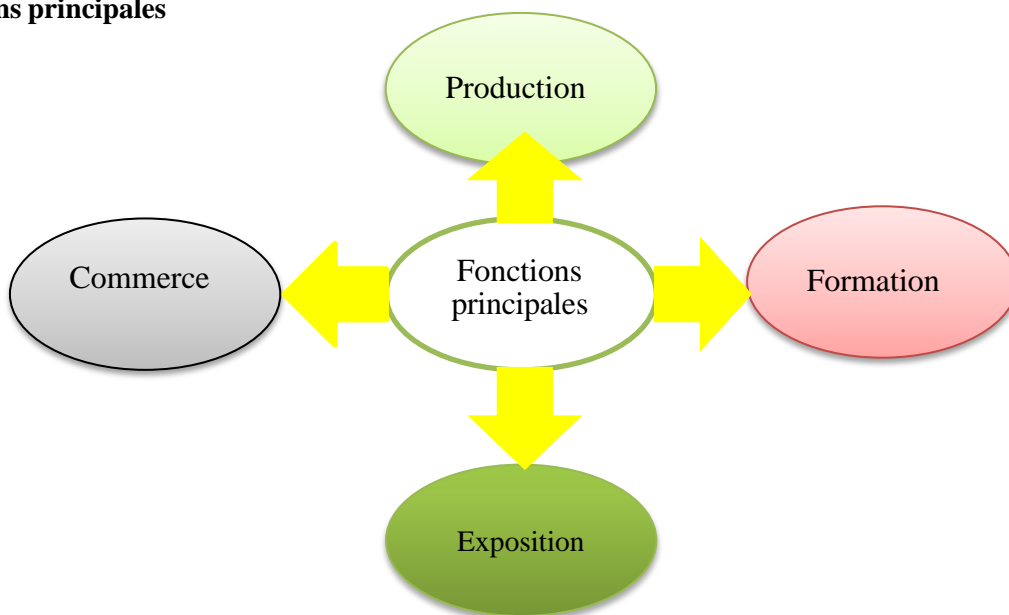 ns principales
Production
Commerce
Fonctions
principales
Formation
Exposition